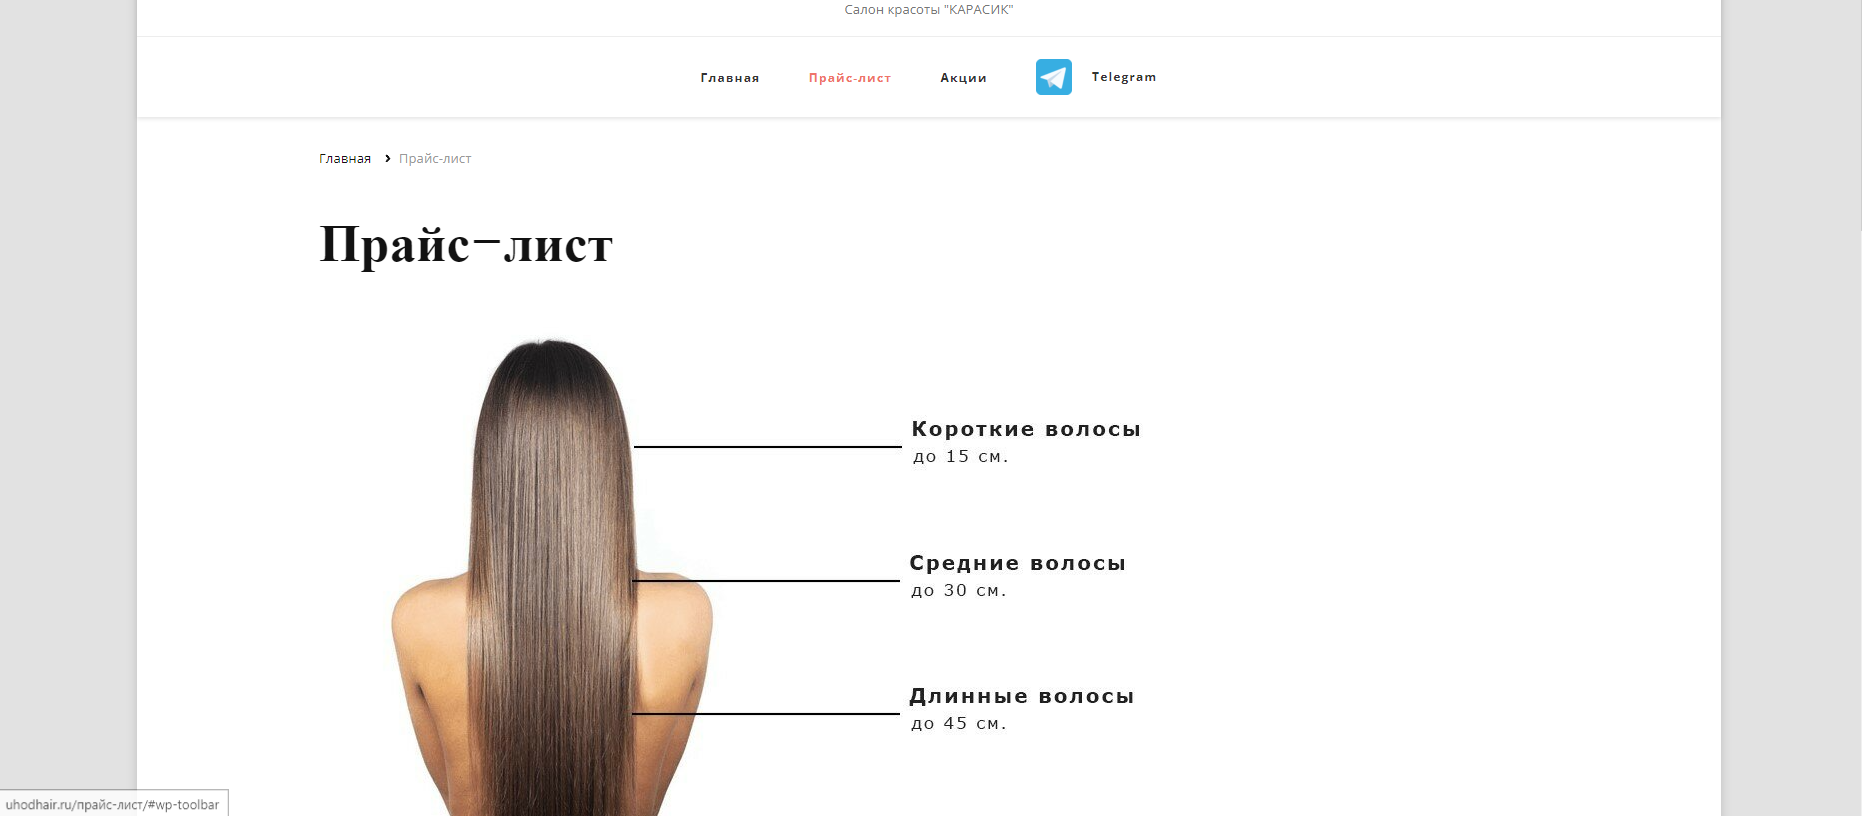 Салон красоты "КАРАСИК"
Главная Прайс-лист Акции Telegram
Главная › Прайс-лист
Прайс-лист
Короткие волосы
до 15 см.
Средние волосы
до 30 см.
Длинные волосы
до 45 см.
uhodhair.ru/прайс-лист/#wp-toolbar